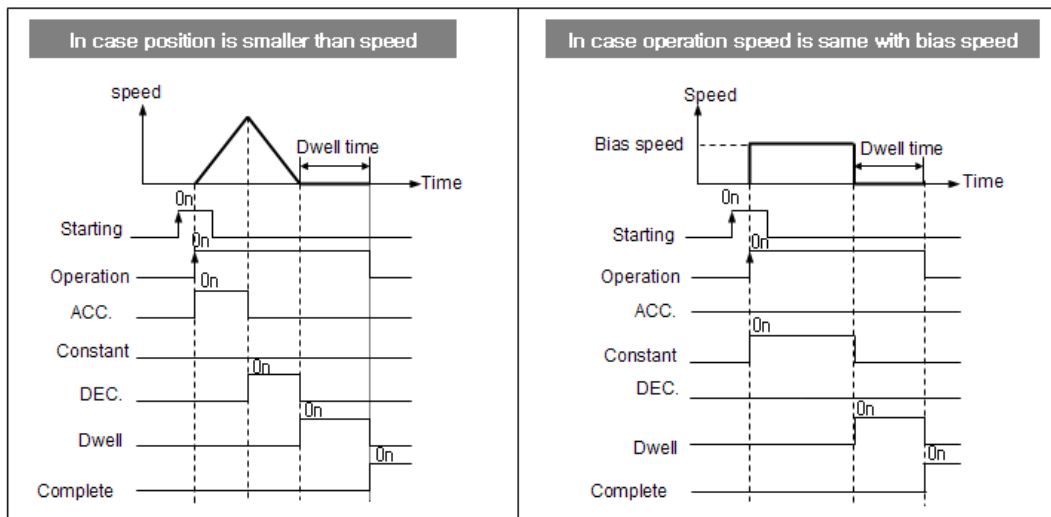 In case position is smaller than speed
speed
Dwell time
Time
On
Starting
On
Operation
On
ACC.
Constant
On
DEC.
On
Dwell
On
Complete
In case operation speed is same with bias speed
Speed
Bias speed
Dwell time
Time
On
Starting
On
Operation
ACC.
On
Constant
DEC.
On
Dwell
On
Complete